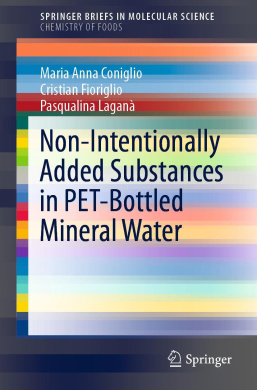 SPRINGER BRIEFS IN MOLECULAR SCIENCE
CHEMISTRY OF FOODS
Maria Anna Coniglio
Cristian Fioriglio
Pasqualina Laganà
Non-Intentionally
Added Substances
in PET-Bottled
Mineral Water
Springer